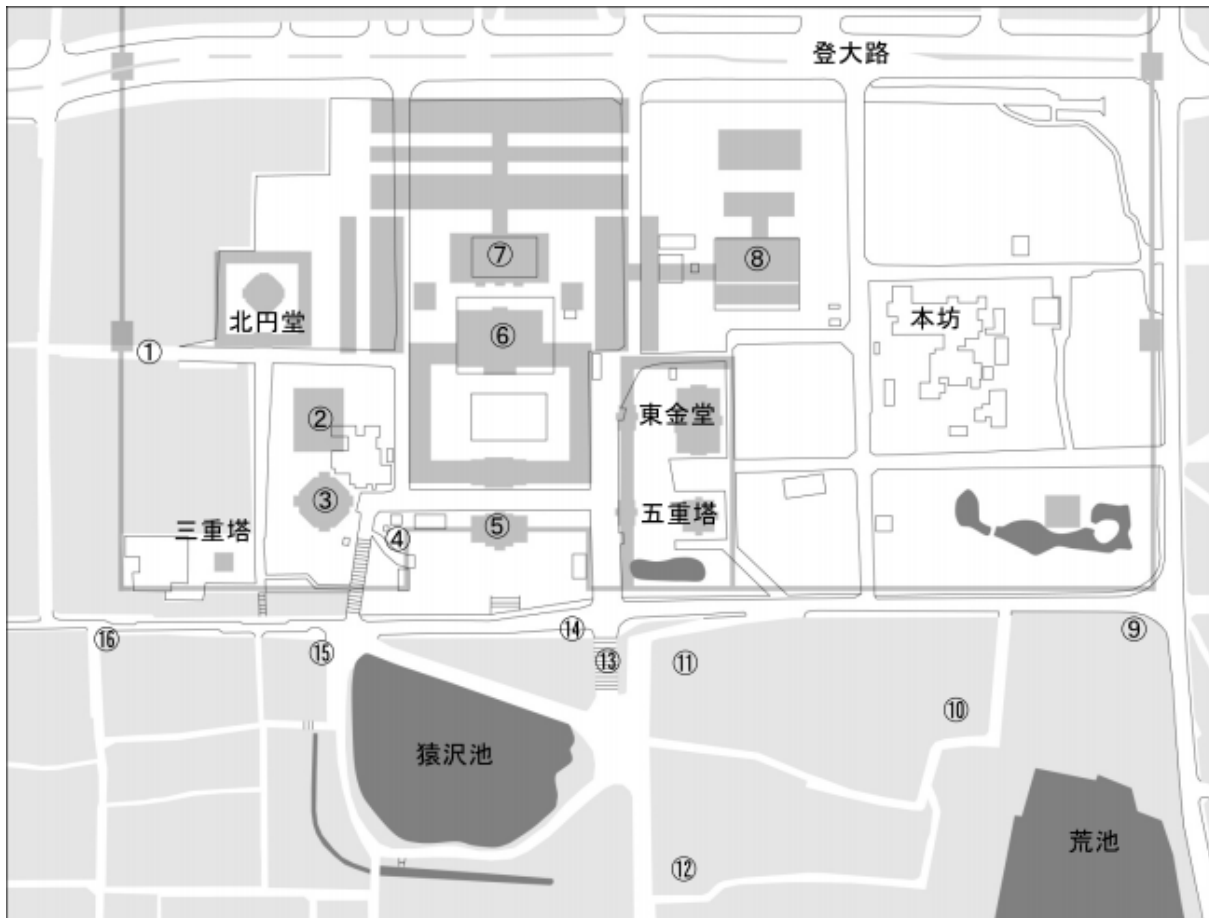 登大路
⑦
⑧
北円堂
本坊
⑥
①
②
東金堂
③
三重塔
④
⑤
五重塔
⑯
⑮
⑭
⑬
⑪
⑨
⑩
猿沢池
荒池
⑫